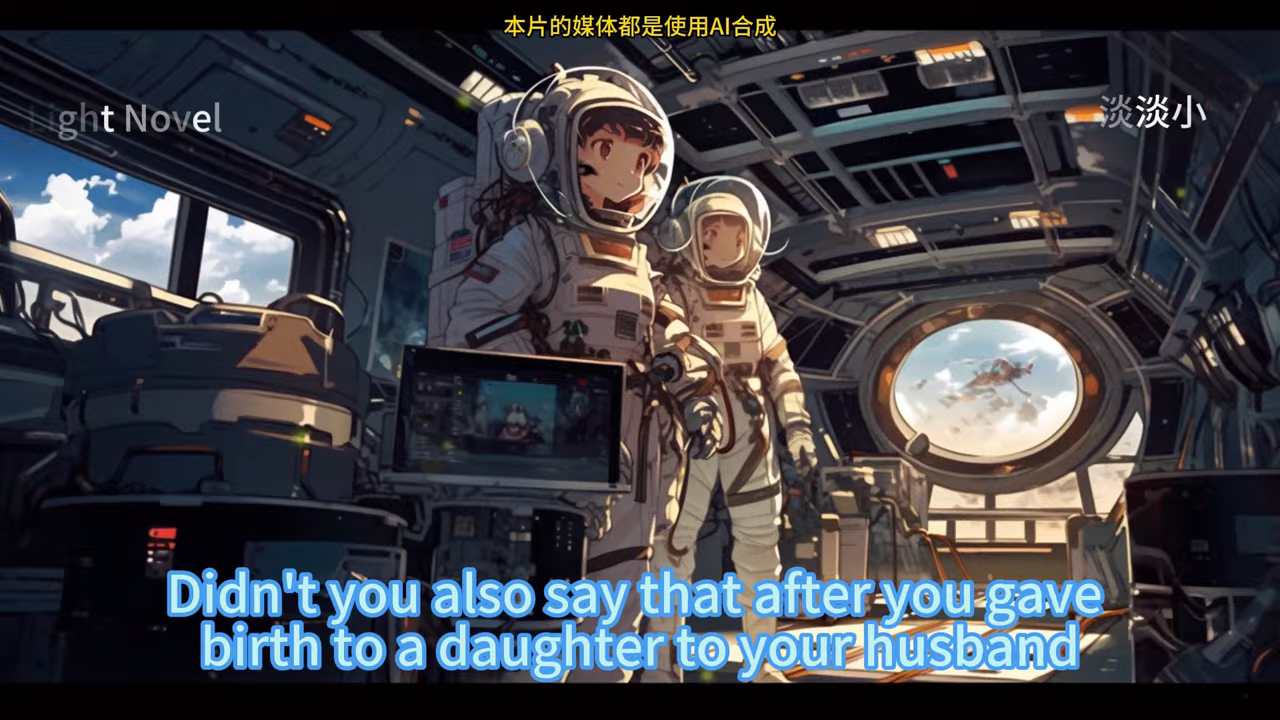 本片的媒体都是使用AI合成
Light Novel
淡淡小
Didn't you also say that after you gave
birth to a daughter to your husband